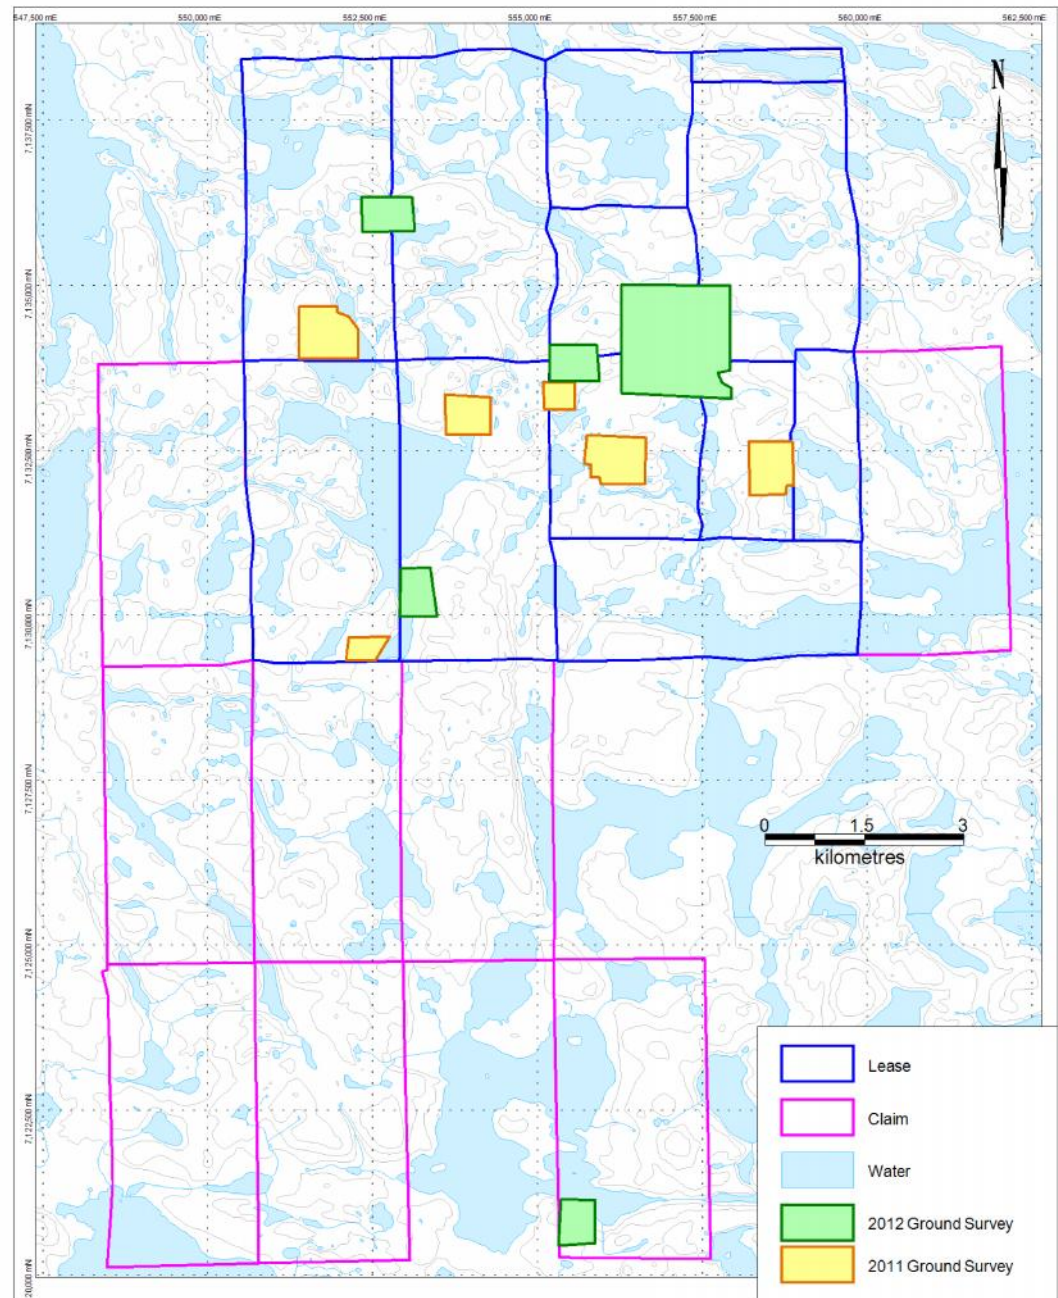 547,500 mE 550,000 mE 552,500 mE 555,000 mE 557,500 mE 560,000 mE 562,500 mE
N
7,137,500 mN
7,135,000 mN
7,132,500 mN
7,130,000 mN
7,127,500 mN
7,125,000 mN
7,122,500 mN
20,000 mN
0 1.5 3
kilometres
Lease
Claim
Water
2012 Ground Survey
2011 Ground Survey